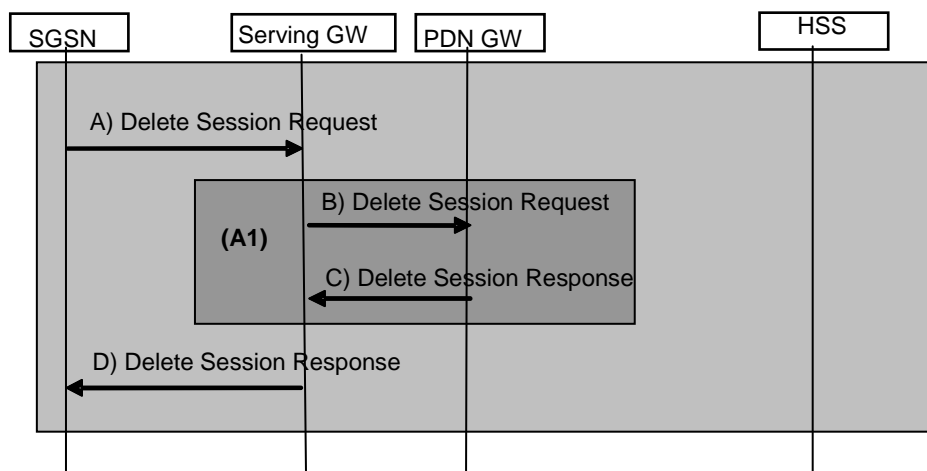 SGSN
Serving GW
PDN GW
HSS
A) Delete Session Request
B) Delete Session Request
(A1)
C) Delete Session Response
D) Delete Session Response